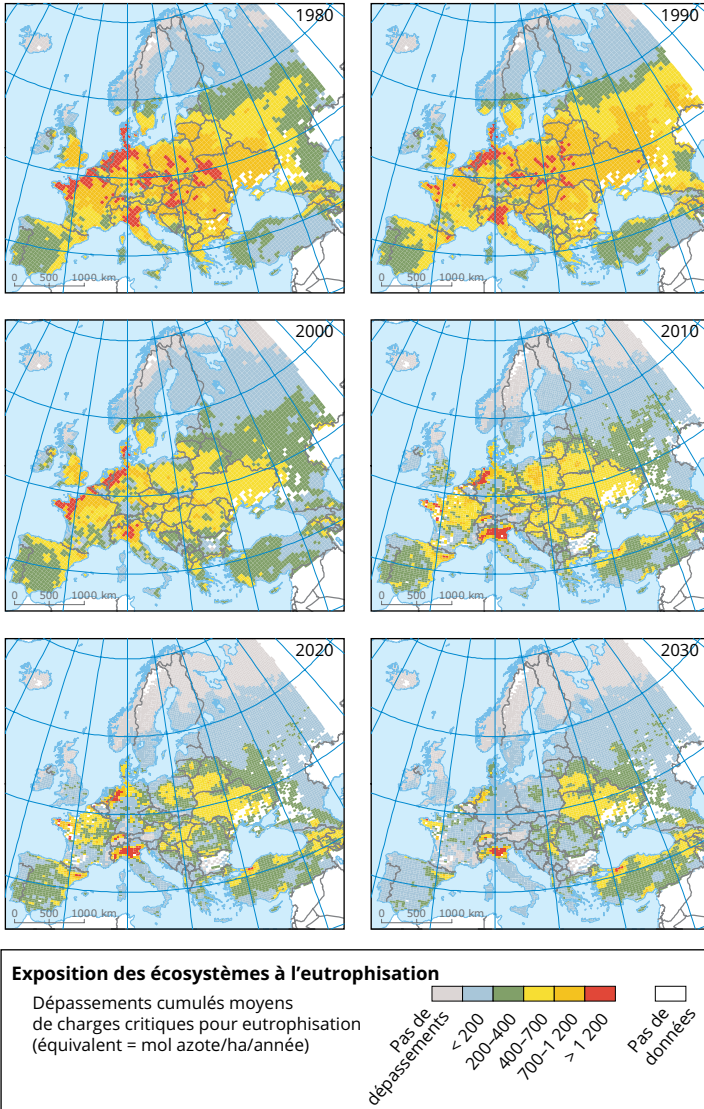 1980
0 500 1000 km
1990
0 500 1000 km
2000
0 500 1000 km
2010
0 500 1000 km
2020
0 500 1000 km
2030
0 500 1000 km
Exposition des écosystèmes à l’eutrophisation
Dépassements cumulés moyens
de charges critiques pour eutrophisation
(équivalent = mol azote/ha/année)
Pas de
dépassements
< 200
200–400
400–700
700–1 200
> 1 200
Pas de
données